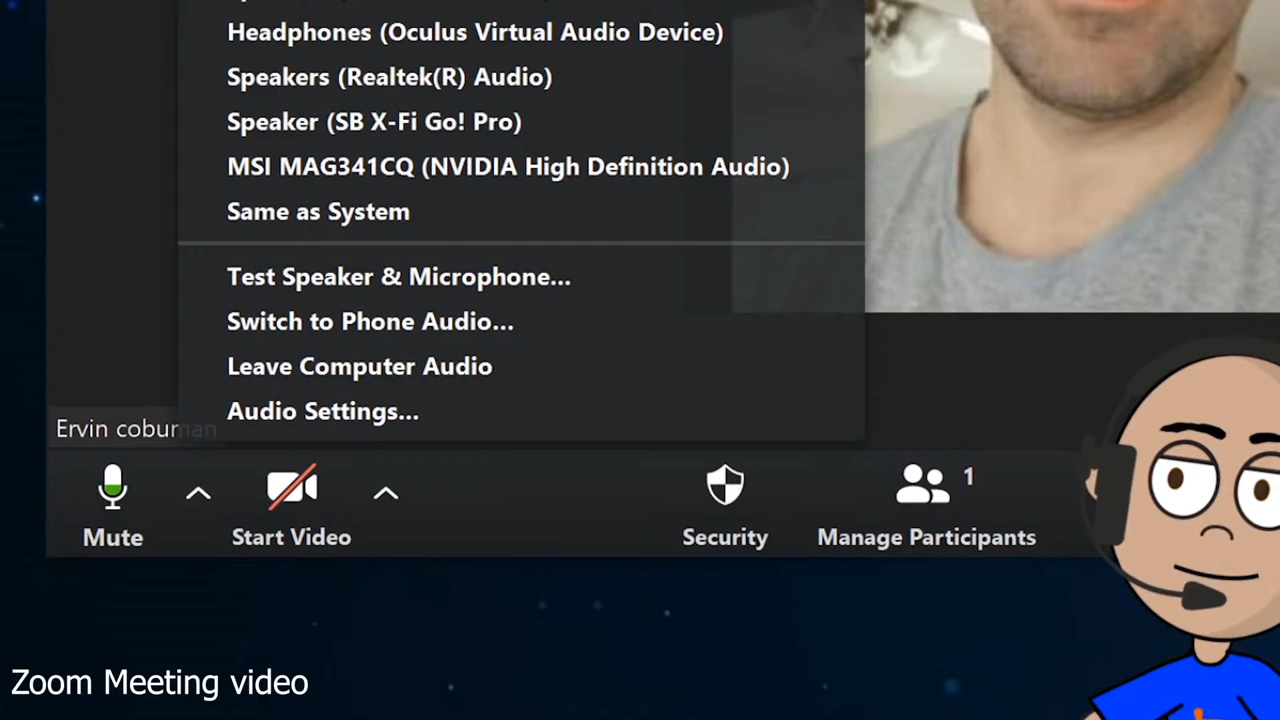 Headphones (Oculus Virtual Audio Device)
Speakers (Realtek(R) Audio)
Speaker (SB X-Fi Go! Pro)
MSI MAG341CQ (NVIDIA High Definition Audio)
Same as System
Test Speaker & Microphone...
Switch to Phone Audio...
Leave Computer Audio
Audio Settings...
Ervin coburnan
1
Mute
Start Video
Security
Manage Participants
Zoom Meeting video